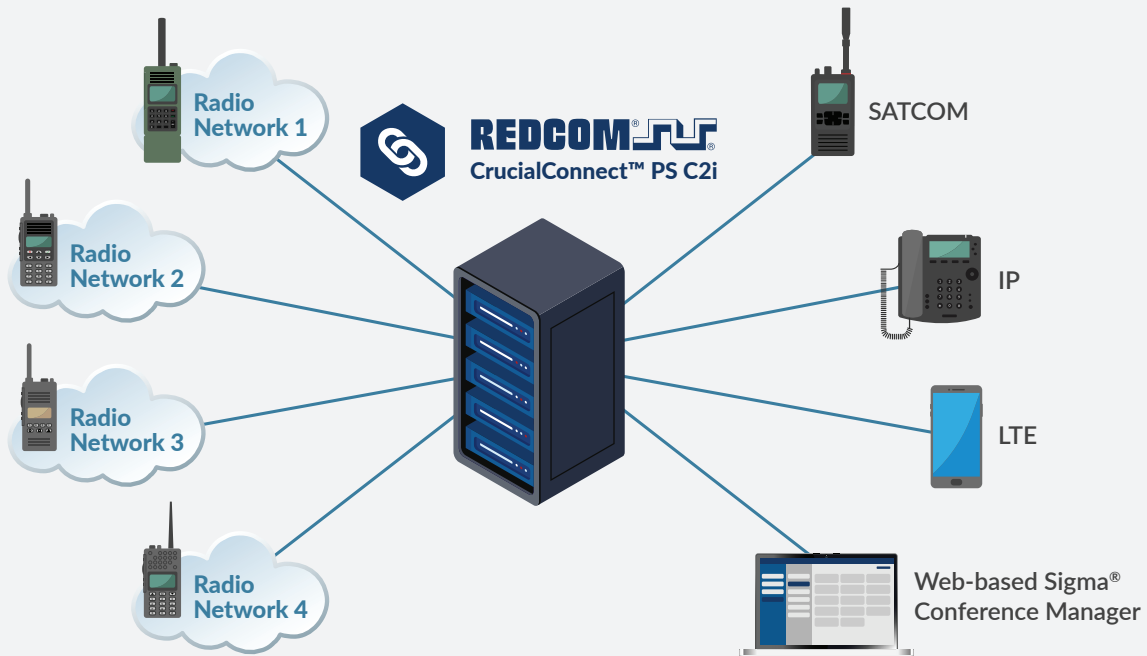 Radio
Network 1
REDCOM®
®
CrucialConnect™ PS C2i
SATCOM
Radio
Network 2
IP
Radio
Network 3
LTE
Radio
Network 4
Web-based Sigma®
Conference Manager